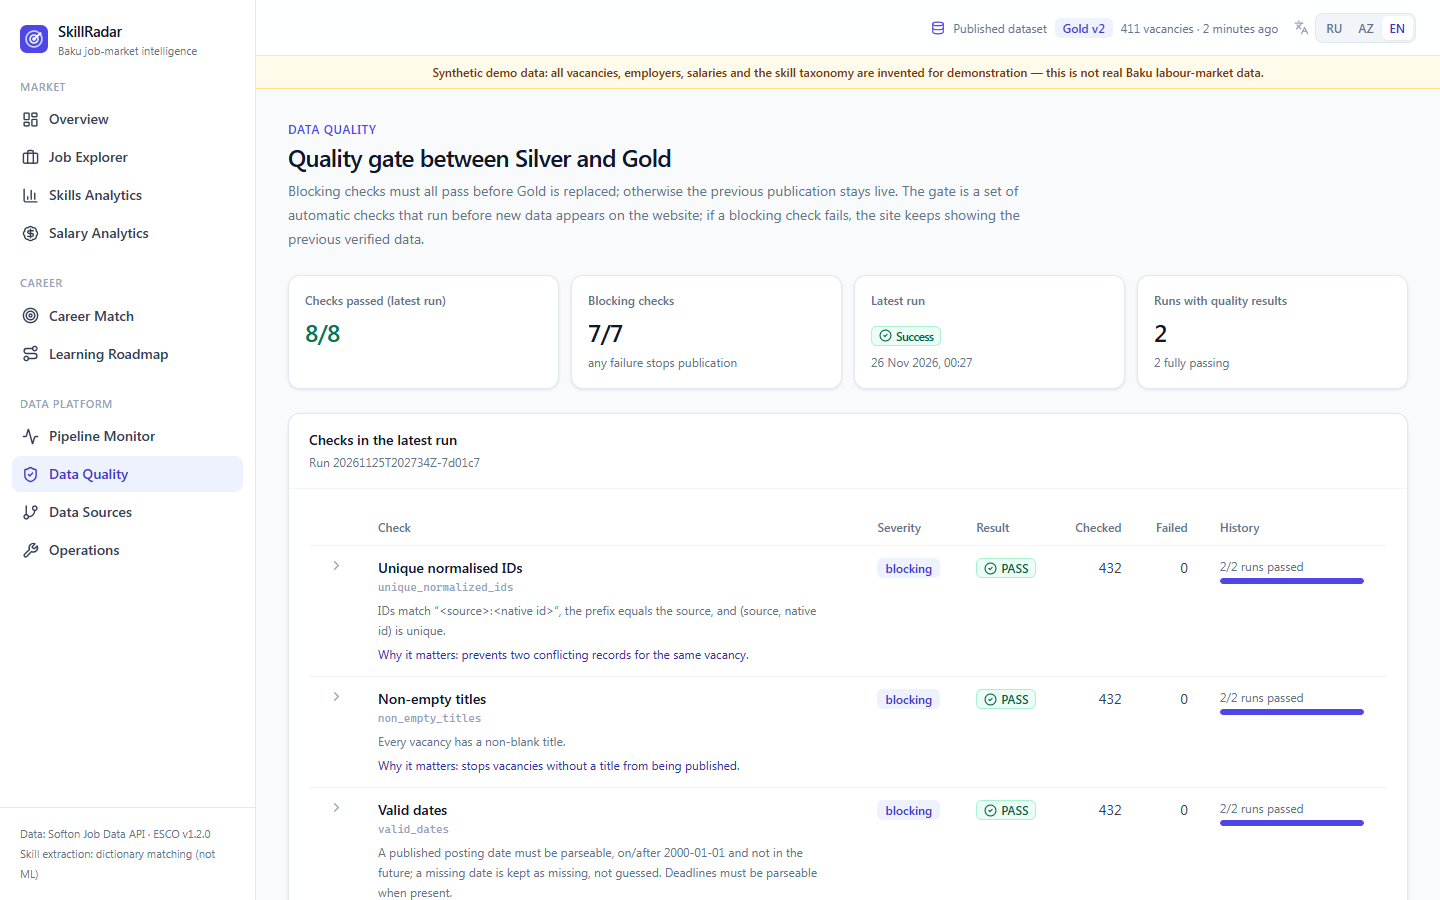 SkillRadar
Baku job-market intelligence
MARKET
Overview
Job Explorer
Skills Analytics
Salary Analytics
CAREER
Career Match
Learning Roadmap
DATA PLATFORM
Pipeline Monitor
Data Quality
Data Sources
Operations
Data: Softon Job Data API · ESCO v1.2.0
Skill extraction: dictionary matching (not
ML)
Published dataset Gold v2 411 vacancies · 2 minutes ago RU AZ EN
Synthetic demo data: all vacancies, employers, salaries and the skill taxonomy are invented for demonstration — this is not real Baku labour-market data.
DATA QUALITY
Quality gate between Silver and Gold
Blocking checks must all pass before Gold is replaced; otherwise the previous publication stays live. The gate is a set of
automatic checks that run before new data appears on the website; if a blocking check fails, the site keeps showing the
previous verified data.
Checks passed (latest run)
8/8
Blocking checks
7/7
any failure stops publication
Latest run
Success
26 Nov 2026, 00:27
Runs with quality results
2
2 fully passing
Checks in the latest run
Run 20261125T202734Z-7d01c7
Check Severity Result Checked Failed History
Unique normalised IDs blocking PASS 432 0 2/2 runs passed
unique_normalized_ids
IDs match “<source>:<native id>”, the prefix equals the source, and (source, native
id) is unique.
Why it matters: prevents two conflicting records for the same vacancy.
Non-empty titles blocking PASS 432 0 2/2 runs passed
non_empty_titles
Every vacancy has a non-blank title.
Why it matters: stops vacancies without a title from being published.
Valid dates blocking PASS 432 0 2/2 runs passed
valid_dates
A published posting date must be parseable, on/after 2000-01-01 and not in the
future; a missing date is kept as missing, not guessed. Deadlines must be parseable
when present.